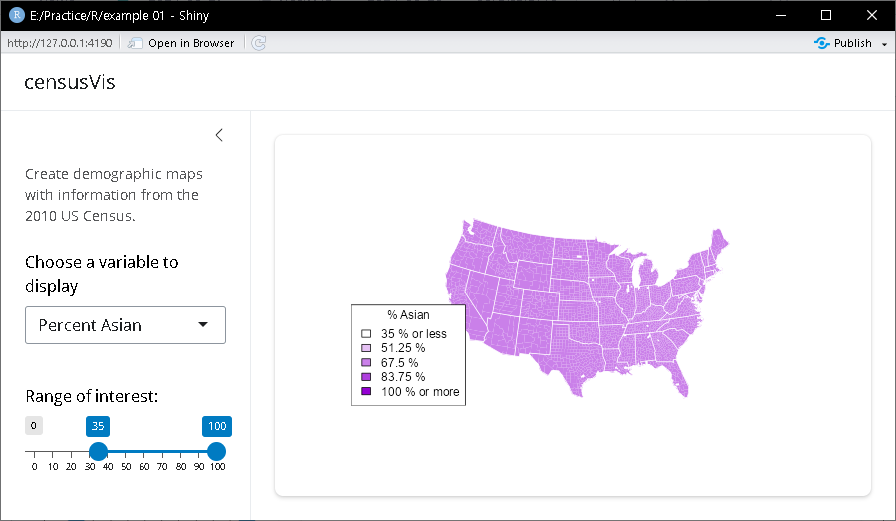 E:/Practice/R/example 01 - Shiny
http://127.0.0.1:4190
Open in Browser
Publish
censusVis
Create demographic maps
with information from the
2010 US Census.
Choose a variable to
display
Percent Asian
Range of interest:
0 35 100
0 10 20 30 40 50 60 70 80 90 100
% Asian
35 % or less
51.25 %
67.5 %
83.75 %
100 % or more